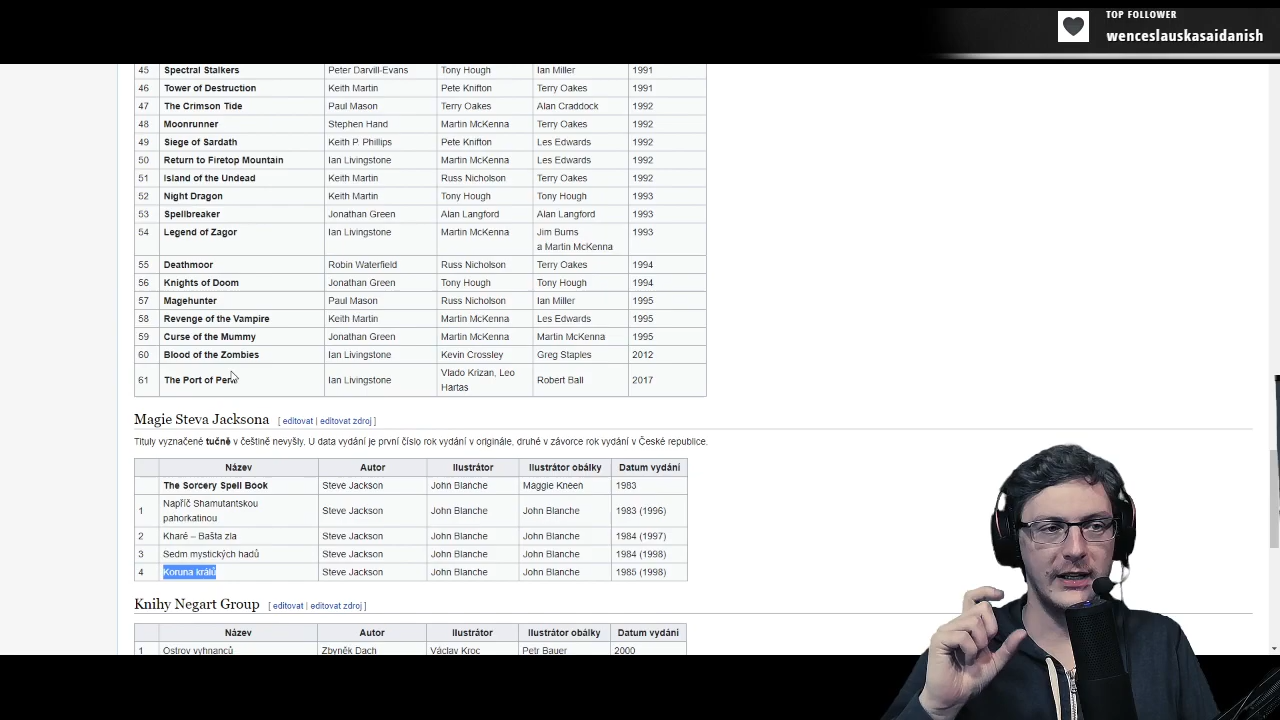 TOP FOLLOWER
wenceslauskasaidanish
45 Spectral Stalkers Peter Darvill-Evans Tony Hough Ian Miller 1991
46 Tower of Destruction Keith Martin Pete Knifton Terry Oakes 1991
47 The Crimson Tide Paul Mason Terry Oakes Alan Craddock 1992
48 Moonrunner Stephen Hand Martin McKenna Terry Oakes 1992
49 Siege of Sardath Keith P. Phillips Pete Knifton Les Edwards 1992
50 Return to Firetop Mountain Ian Livingstone Martin McKenna Les Edwards 1992
51 Island of the Undead Keith Martin Russ Nicholson Terry Oakes 1992
52 Night Dragon Keith Martin Tony Hough Tony Hough 1993
53 Spellbreaker Jonathan Green Alan Langford Alan Langford 1993
54 Legend of Zagor Ian Livingstone Martin McKenna Jim Burns 1993
a Martin McKenna
55 Deathmoor Robin Waterfield Russ Nicholson Terry Oakes 1994
56 Knights of Doom Jonathan Green Tony Hough Tony Hough 1994
57 Magehunter Paul Mason Russ Nicholson Ian Miller 1995
58 Revenge of the Vampire Keith Martin Martin McKenna Les Edwards 1995
59 Curse of the Mummy Jonathan Green Martin McKenna Martin McKenna 1995
60 Blood of the Zombies Ian Livingstone Kevin Crossley Greg Staples 2012
61 The Port of Ian Livingstone Vlado Krizan, Leo Robert Ball 2017
Hartas
Magie Steva Jacksona [ editovat | editovat zdroj ]
Tituly vyznačené tučně v češtině nevyšly. U data vydání je první číslo rok vydání v originále, druhé v závorce rok vydání v České republice.
Název Autor Ilustrátor Ilustrátor obálky Datum vydání
The Sorcery Spell Book Steve Jackson John Blanche Maggie Kneen 1983
1 Napříč Shamutantskou Steve Jackson John Blanche John Blanche 1983 (1996)
pahorkatinou
2 Kharé – Bašta zla Steve Jackson John Blanche John Blanche 1984 (1997)
3 Sedm mystických hadů Steve Jackson John Blanche John Blanche 1984 (1998)
4 Koruna králů Steve Jackson John Blanche John Blanche 1985 (1998)
Knihy Negart Group [ editovat | editovat zdroj ]
Název Autor Ilustrátor Ilustrátor obálky Datum vydání
1 Ostrov vyhnanců Zbyněk Dach Václav Kroc Petr Bauer 2000